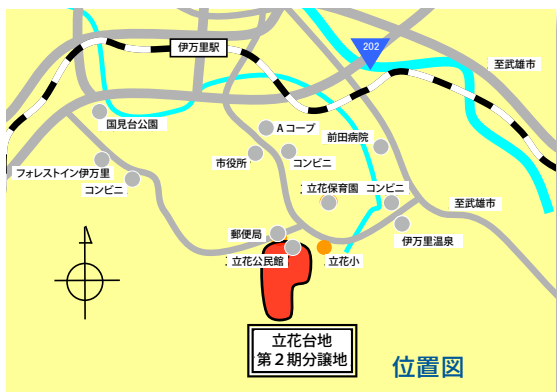 伊万里駅
202
至武雄市
国見台公園
Aコープ
前田病院
市役所
コンビニ
フォレストイン伊万里
コンビニ
立花保育園
コンビニ
至武雄市
郵便局
伊万里温泉
立花公民館
立花小
立花台地
第2期分譲地
位置図